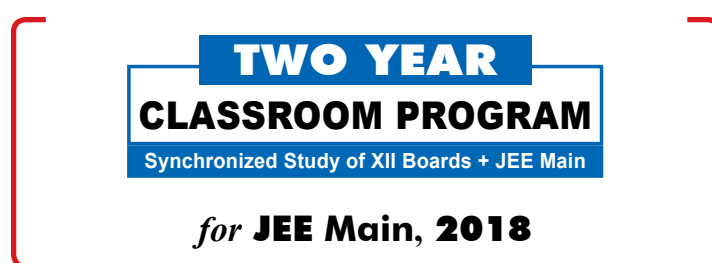 TWO YEAR
CLASSROOM PROGRAM
Synchronized Study of XII Boards + JEE Main
for JEE Main, 2018